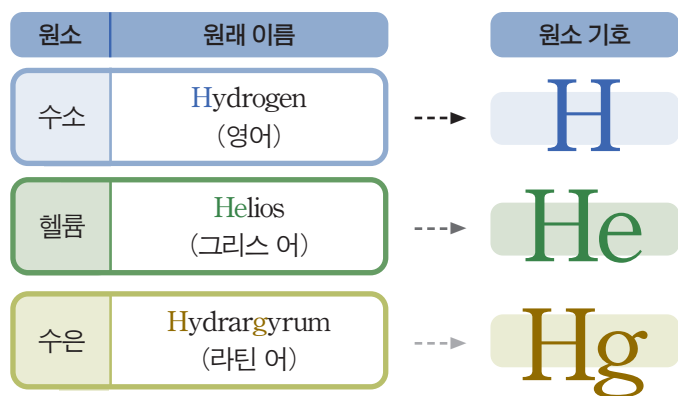 원소 원래 이름 원소 기호
수소 Hydrogen (영어) H
헬륨 Helios (그리스 어) He
수은 Hydrargyrum (라틴 어) Hg